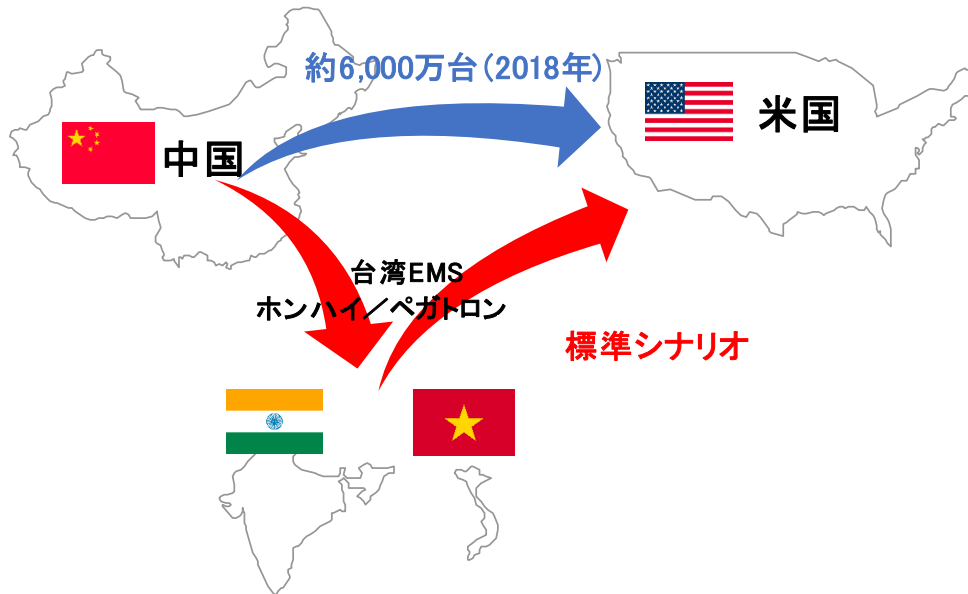 約6,000万台(2018年)
米国
中国
台湾EMS
ホンハイ/ペガトロン
標準シナリオ